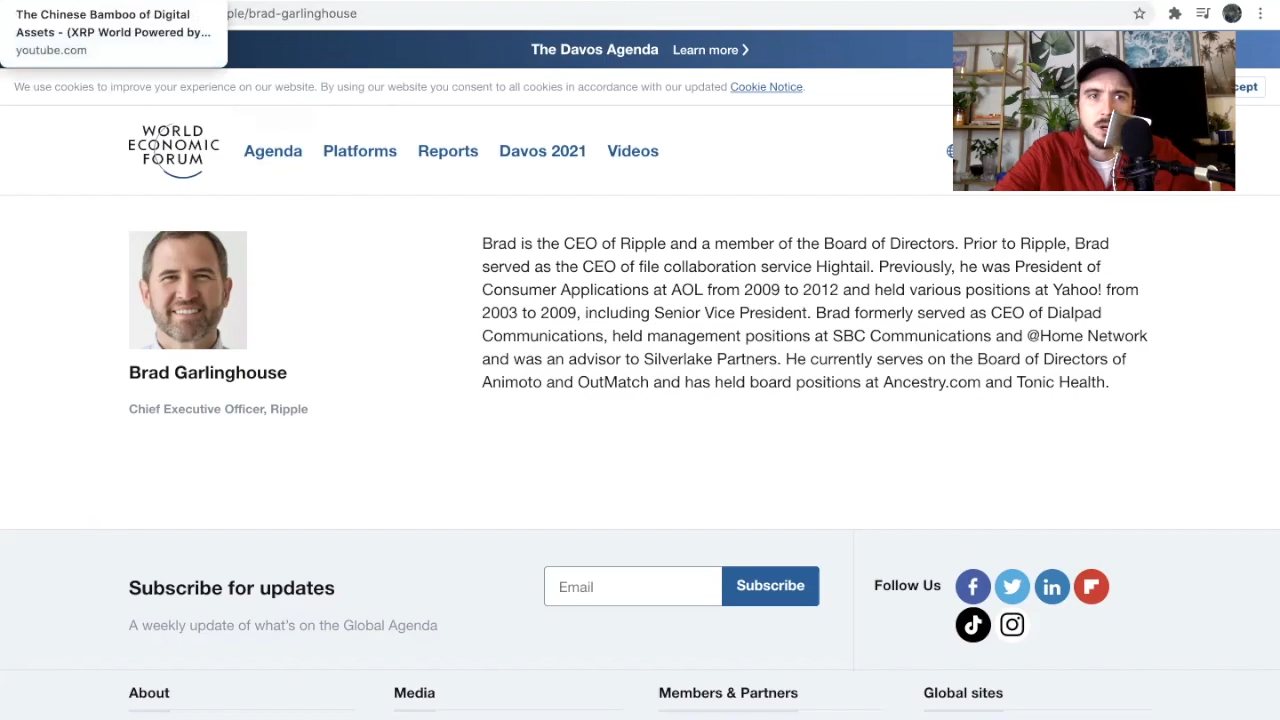 The Chinese Bamboo of Digital
Assets - (XRP World Powered by...
youtube.com
ple/brad-garlinghouse
The Davos Agenda Learn more
We use cookies to improve your experience on our website. By using our website you consent to all cookies in accordance with our updated Cookie Notice.
cept
WORLD
ECONOMIC
FORUM
Agenda Platforms Reports Davos 2021 Videos
Brad is the CEO of Ripple and a member of the Board of Directors. Prior to Ripple, Brad
served as the CEO of file collaboration service Hightail. Previously, he was President of
Consumer Applications at AOL from 2009 to 2012 and held various positions at Yahoo! from
2003 to 2009, including Senior Vice President. Brad formerly served as CEO of Dialpad
Communications, held management positions at SBC Communications and @Home Network
and was an advisor to Silverlake Partners. He currently serves on the Board of Directors of
Animoto and OutMatch and has held board positions at Ancestry.com and Tonic Health.
Brad Garlinghouse
Chief Executive Officer, Ripple
Subscribe for updates
A weekly update of what's on the Global Agenda
Email
Subscribe
Follow Us
About Media Members & Partners Global sites